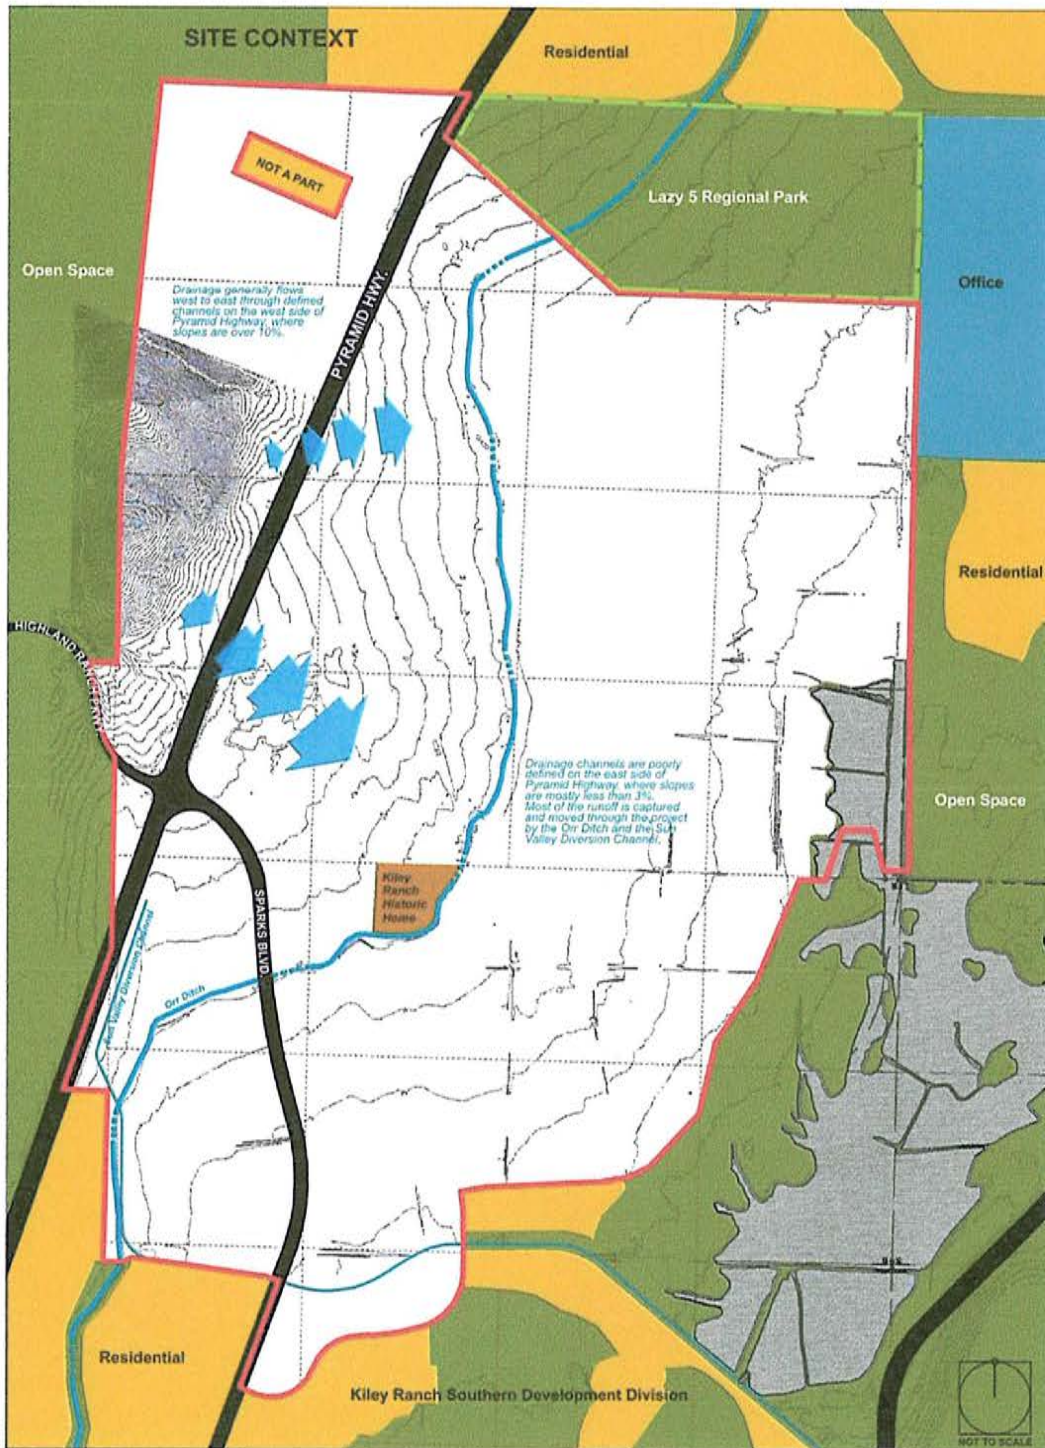 SITE CONTEXT
Residential
NOT A PART
Lazy 5 Regional Park
Open Space
Office
Drainage generally flows
west to east through defined
channels on the west side of
Pyramid Highway, where
slopes are over 10%.
PYRAMID HWY.
Residential
HIGHLAND RANCH PKWY
Drainage channels are poorly
defined on the east side of
Pyramid Highway, where slopes
are mostly less than 3%.
Most of the runoff is captured
and moved through the project
by the Orr Ditch and the Sun
Valley Diversion Channel.
Open Space
Kiley
Ranch
Historic
Home
SPARKS BLVD.
Sun Valley Diversion Channel
Orr Ditch
Residential
Kiley Ranch Southern Development Division
NOT TO SCALE